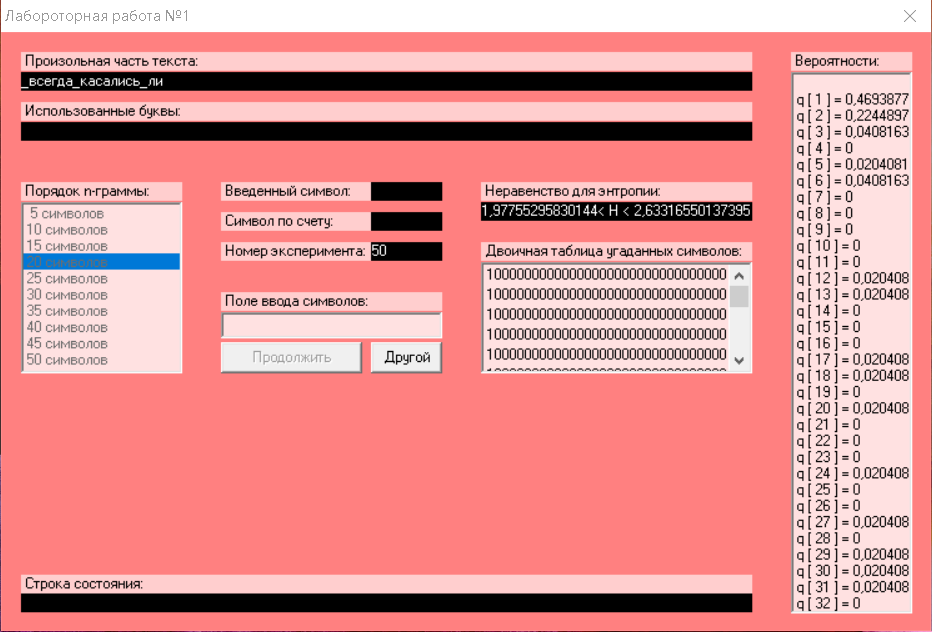 Лабороторная работа №1
Произольная часть текста:
_всегда_касались_ли
Использованные буквы:
Порядок n-граммы:
5 символов
10 символов
15 символов
20 символов
25 символов
30 символов
35 символов
40 символов
45 символов
50 символов
Введенный символ:
Символ по счету:
Номер эксперимента: 50
Поле ввода символов:
Продолжить
Другой
Неравенство для энтропии:
1,97755295830144< H < 2,63316550137395
Двоичная таблица угаданных символов:
10000000000000000000000000000000
10000000000000000000000000000000
10000000000000000000000000000000
10000000000000000000000000000000
10000000000000000000000000000000
Строка состояния:
Вероятности:
q[ 1 ] = 0,4693877
q[ 2 ] = 0,2244897
q[ 3 ] = 0,0408163
q[ 4 ] = 0
q[ 5 ] = 0,0204081
q[ 6 ] = 0,0408163
q[ 7 ] = 0
q[ 8 ] = 0
q[ 9 ] = 0
q[ 10 ] = 0
q[ 11 ] = 0
q[ 12 ] = 0,020408
q[ 13 ] = 0,020408
q[ 14 ] = 0
q[ 15 ] = 0
q[ 16 ] = 0
q[ 17 ] = 0,020408
q[ 18 ] = 0,020408
q[ 19 ] = 0
q[ 20 ] = 0,020408
q[ 21 ] = 0
q[ 22 ] = 0
q[ 23 ] = 0
q[ 24 ] = 0,020408
q[ 25 ] = 0
q[ 26 ] = 0
q[ 27 ] = 0,020408
q[ 28 ] = 0
q[ 29 ] = 0,020408
q[ 30 ] = 0,020408
q[ 31 ] = 0,020408
q[ 32 ] = 0